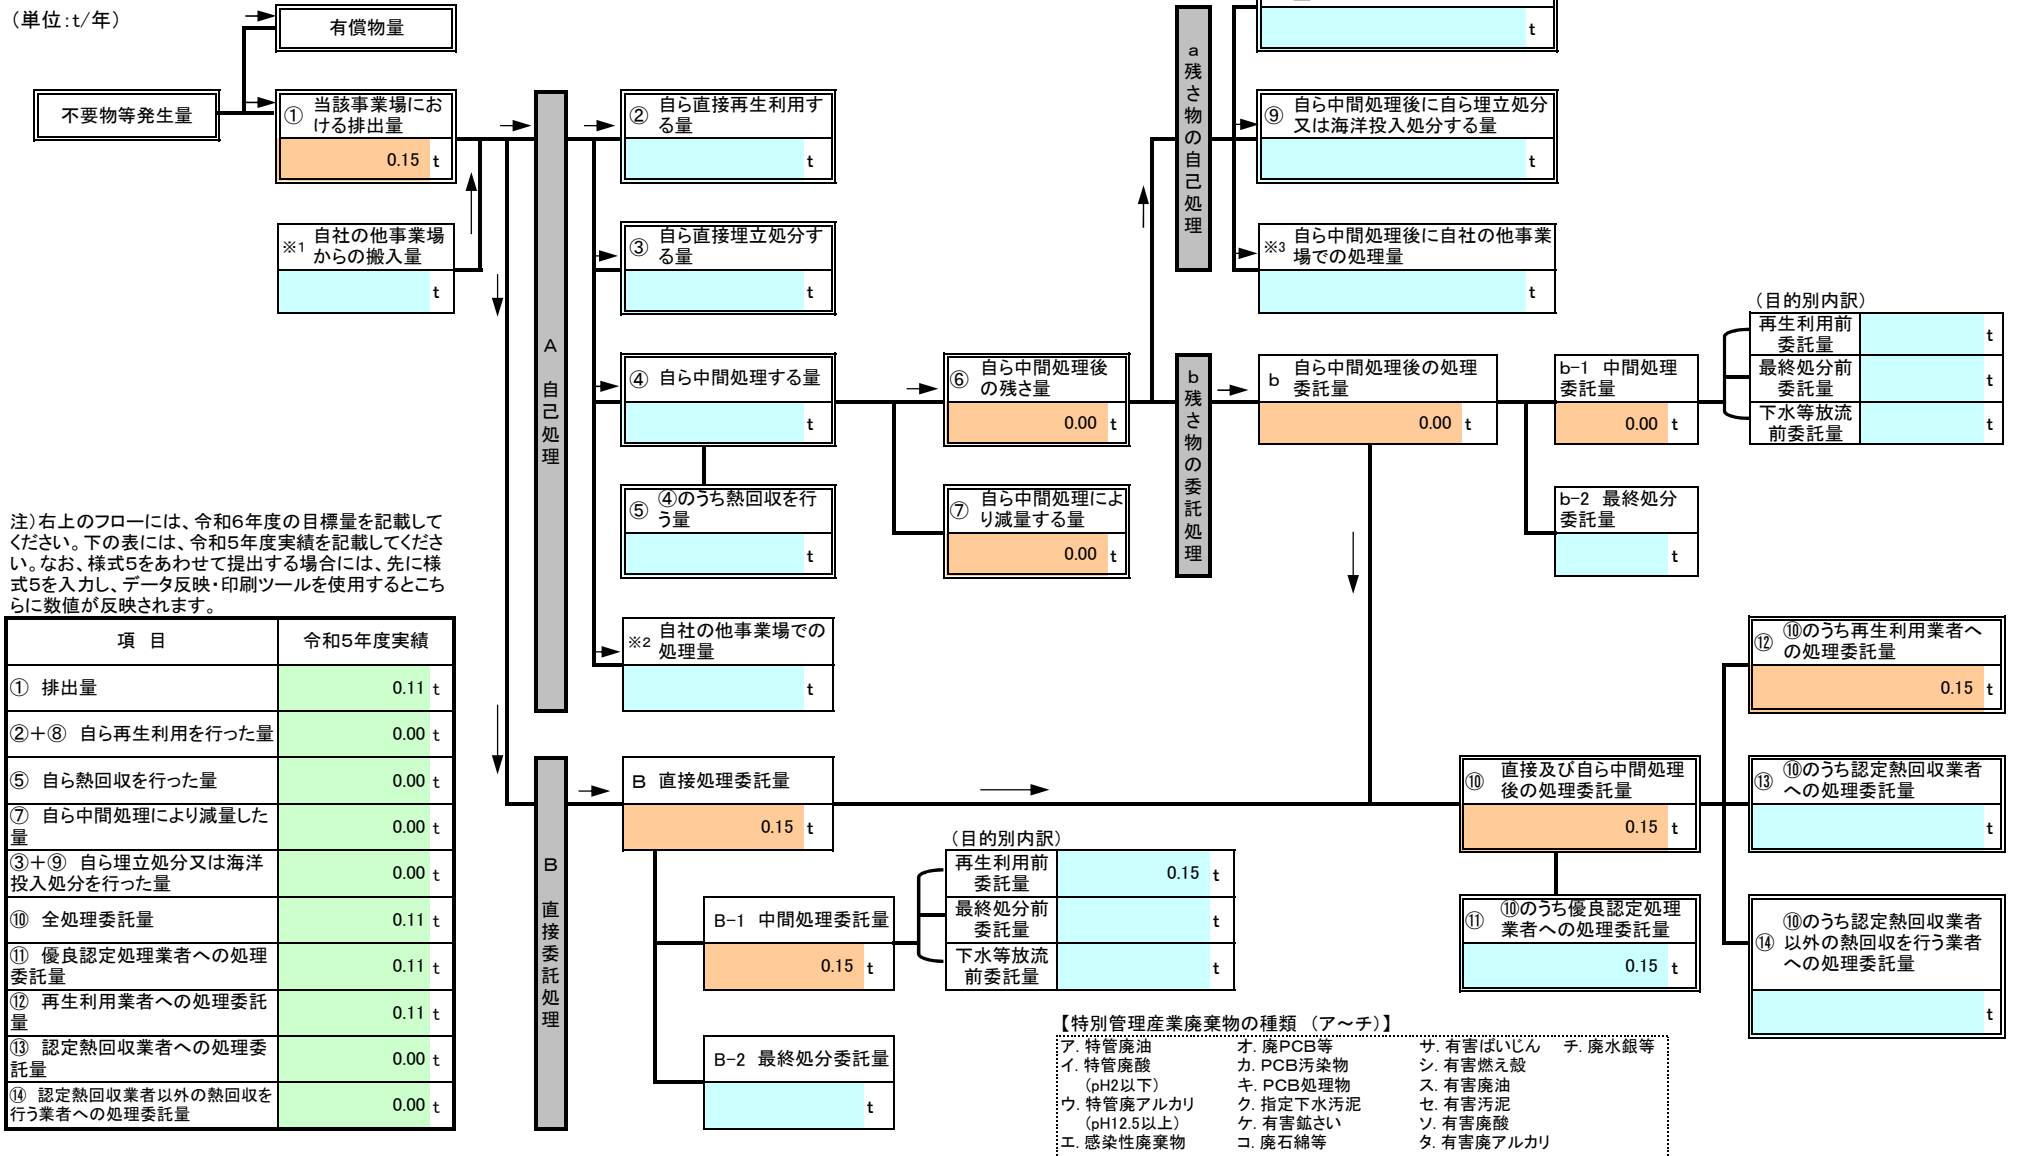 （単位：t/年）
有償物量
不要物等発生量
① 当該事業場にお
ける排出量
0.15 t
※1 自社の他事業場
からの搬入量
t
A 自己処理
② 自ら直接再生利用す
る量
t
③ 自ら直接埋立処分す
る量
t
④ 自ら中間処理する量
t
⑤ ④のうち熱回収を行
う量
t
※2 自社の他事業場での
処理量
t
⑥ 自ら中間処理後
の残さ量
0.00 t
⑦ 自ら中間処理によ
り減量する量
0.00 t
a残さ物の自己処理
t
⑨ 自ら中間処理後に自ら埋立処分
又は海洋投入処分する量
t
※3 自ら中間処理後に自社の他事業
場での処理量
t
b残さ物の委託処理
b 自ら中間処理後の処理
委託量
0.00 t
b-1 中間処理
委託量
0.00 t
b-2 最終処分
委託量
t
（目的別内訳）
再生利用前
委託量 t
最終処分前
委託量 t
下水等放流
前委託量 t
注）右上のフローには、令和６年度の目標量を記載して
ください。下の表には、令和５年度実績を記載してくださ
い。なお、様式５をあわせて提出する場合には、先に様
式５を入力し、データ反映・印刷ツールを使用するとこち
らに数値が反映されます。
項 目 令和５年度実績
① 排出量 0.11 t
②＋⑧ 自ら再生利用を行った量 0.00 t
⑤ 自ら熱回収を行った量 0.00 t
⑦ 自ら中間処理により減量した
量 0.00 t
③＋⑨ 自ら埋立処分又は海洋
投入処分を行った量 0.00 t
⑩ 全処理委託量 0.11 t
⑪ 優良認定処理業者への処理
委託量 0.11 t
⑫ 再生利用業者への処理委託
量 0.11 t
⑬ 認定熱回収業者への処理委
託量 0.00 t
⑭ 認定熱回収業者以外の熱回収を
行う業者への処理委託量 0.00 t
B 直接委託処理
B 直接処理委託量
0.15 t
B-1 中間処理委託量
0.15 t
B-2 最終処分委託量
t
（目的別内訳）
再生利用前
委託量 0.15 t
最終処分前
委託量 t
下水等放流
前委託量 t
⑩ 直接及び自ら中間処理
後の処理委託量
0.15 t
⑪ ⑩のうち優良認定処理
業者への処理委託量
0.15 t
⑫ ⑩のうち再生利用業者へ
の処理委託量
0.15 t
⑬ ⑩のうち認定熱回収業者
への処理委託量
t
⑭ ⑩のうち認定熱回収業者
以外の熱回収を行う業者
への処理委託量
t
【特別管理産業廃棄物の種類 （ア～チ）】
ア. 特管廃油 オ. 廃PCB等 サ. 有害ばいじん チ. 廃水銀等
イ. 特管廃酸 カ. PCB汚染物 シ. 有害燃え殻
（pH2以下） キ. PCB処理物 ス. 有害廃油
ウ. 特管廃アルカリ ク. 指定下水汚泥 セ. 有害汚泥
（pH12.5以上） ケ. 有害鉱さい ソ. 有害廃酸
エ. 感染性廃棄物 コ. 廃石綿等 タ. 有害廃アルカリ